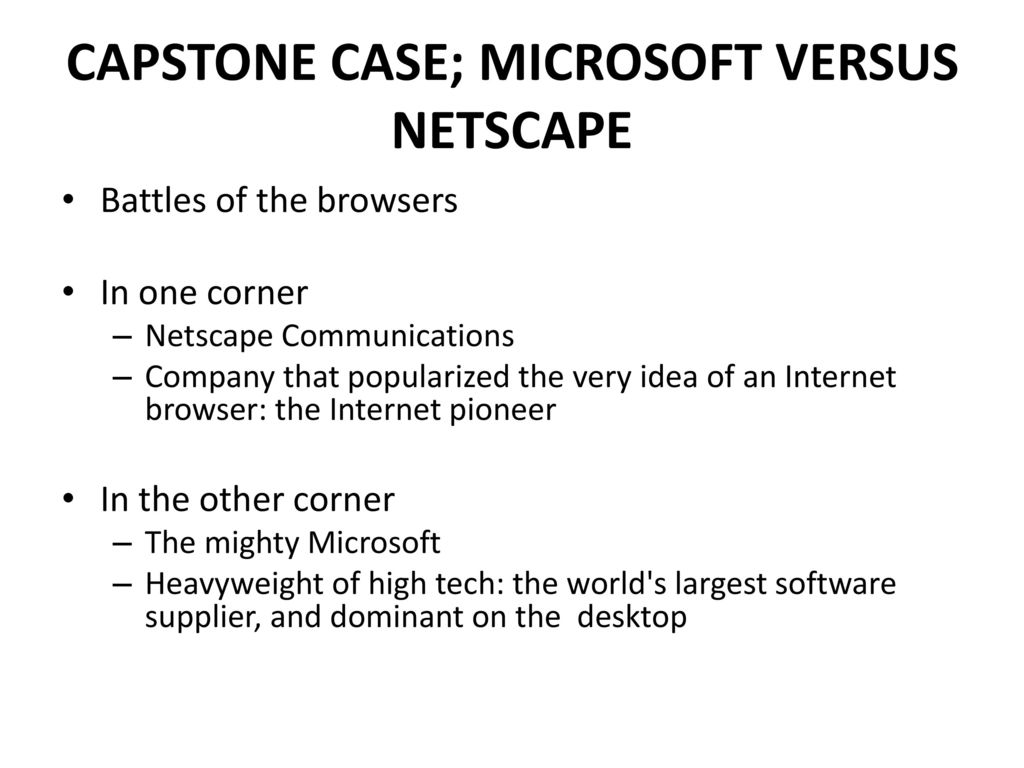 CAPSTONE CASE; MICROSOFT VERSUS
NETSCAPE
• Battles of the browsers
• In one corner
– Netscape Communications
– Company that popularized the very idea of an Internet
browser: the Internet pioneer
• In the other corner
– The mighty Microsoft
– Heavyweight of high tech: the world's largest software
supplier, and dominant on the  desktop